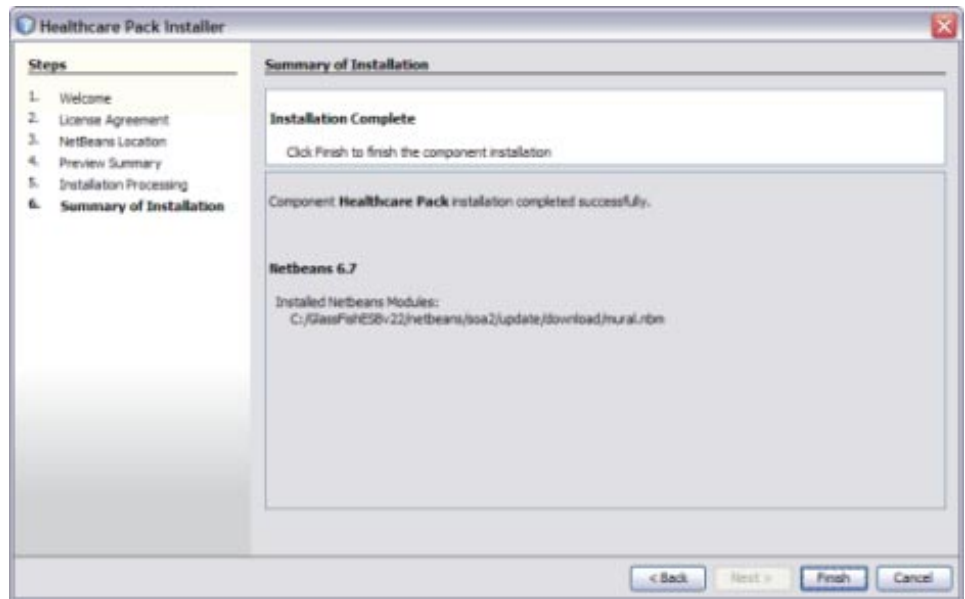 Healthcare Pack Installer
Steps
1. Welcome
2. License Agreement
3. NetBeans Location
4. Preview Summary
5. Installation Processing
6. Summary of Installation
Summary of Installation
Installation Complete
Click Finish to finish the component installation
Component Healthcare Pack installation completed successfully.
Netbeans 6.7
Installed Netbeans Modules:
C:/GlassFishESBv22/netbeans/soa2/update/download/mural.nbm
< Back
Next >
Finish
Cancel